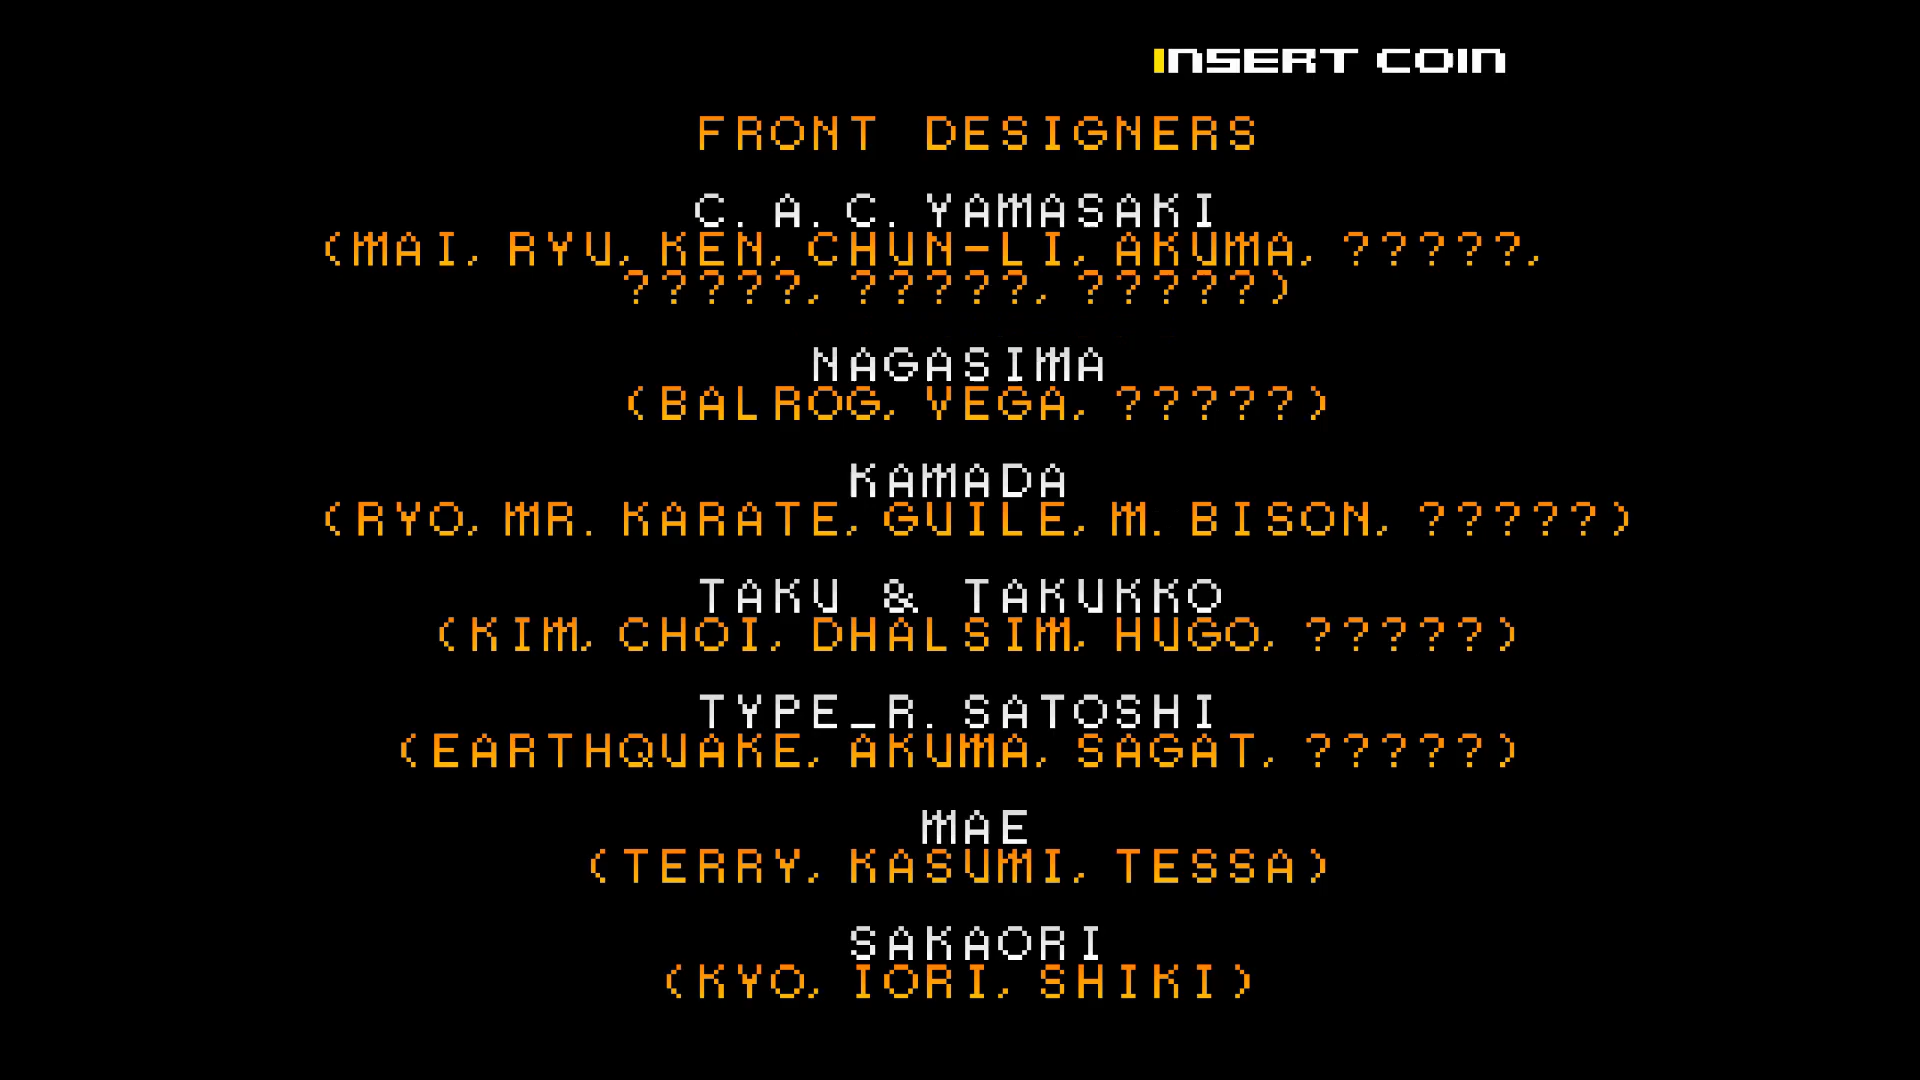 INSERT COIN
FRONT DESIGNERS
C.A.C.YAMASAKI
(MAI, RYU, KEN, CHUN-LI, AKUMA, ?????,
?????, ?????, ?????)
NAGASIMA
(BALROG, VEGA, ?????)
KAMADA
(RYO, MR. KARATE, GUILE, M. BISON, ?????)
TAKU & TAKUKKO
(KIM, CHOI, DHALSIM, HUGO, ?????)
TYPE_R.SATOSHI
(EARTHQUAKE, AKUMA, SAGAT, ?????)
MAE
(TERRY, KASUMI, TESSA)
SAKAORI
(KYO, IORI, SHIKI)